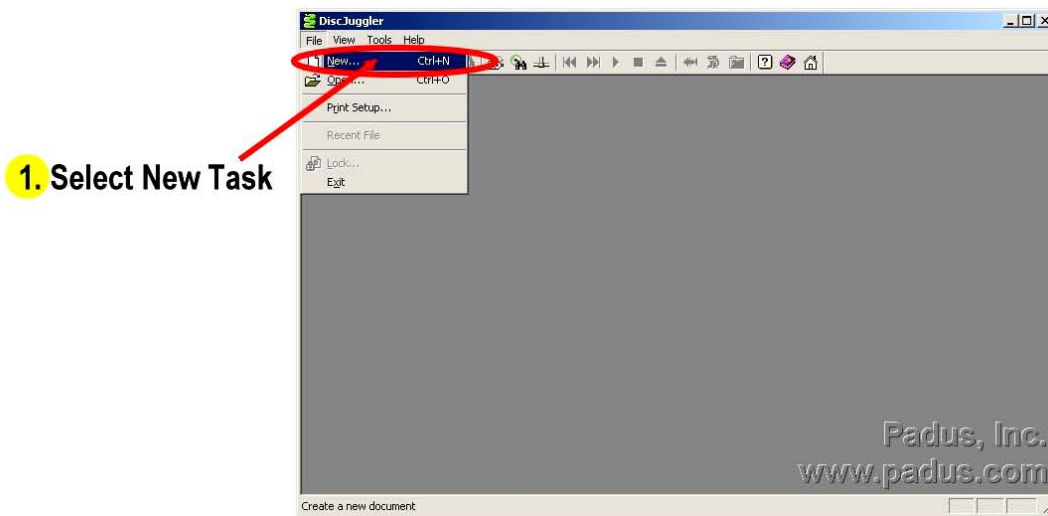 DiscJuggler
File View Tools Help
New... Ctrl+N
Open... Ctrl+O
Print Setup...
Recent File
Lock...
Exit
1. Select New Task
Padus, Inc.
www.padus.com
Create a new document